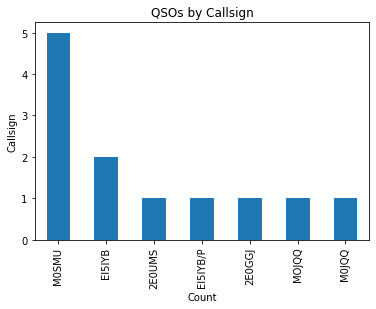 QSOs by Callsign
5
4
3
2
1
0
Callsign
M0SMU
EI5IYB
2E0UMS
EI5IYB/P
2E0GGJ
MOJQQ
M0JQQ
Count